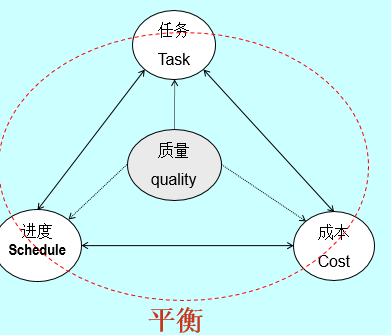 任务
Task
质量
quality
进度
Schedule
成本
Cost
平衡